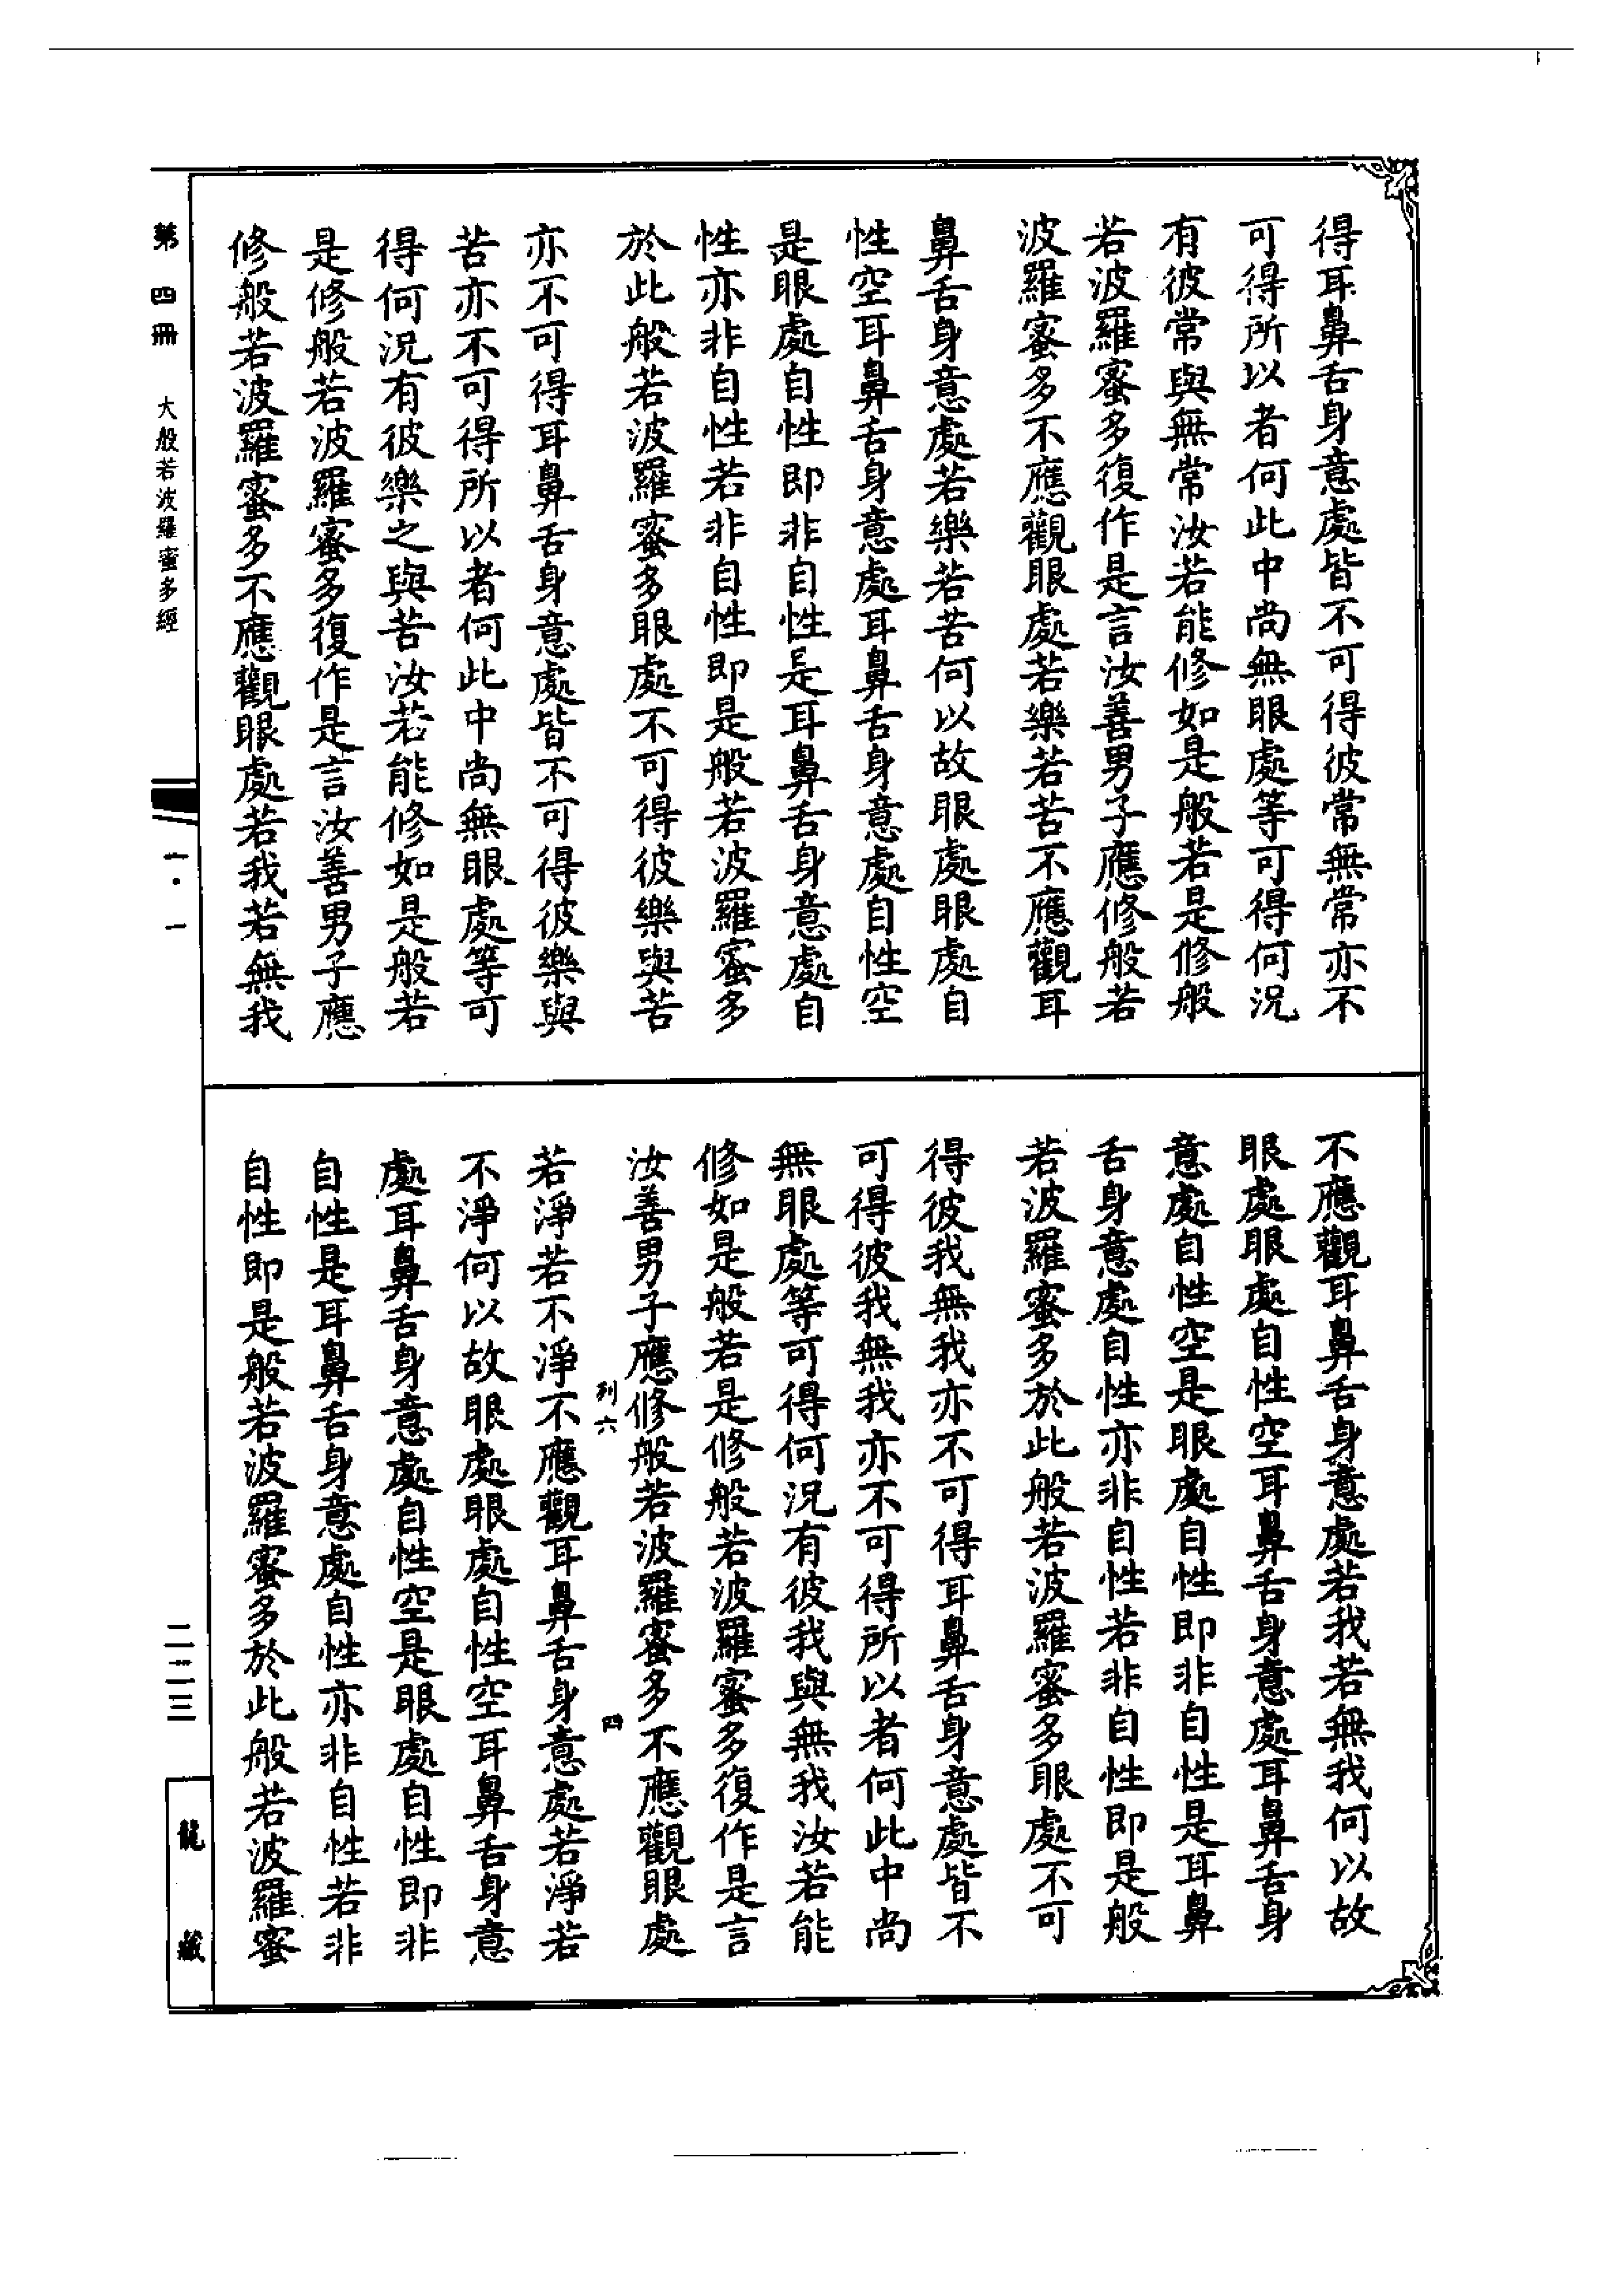 得耳鼻舌身意處皆不可得彼常無常亦不
可得所以者何此中尚無眼處等可得何況
有彼常與無常汝若能修如是般若是修般
若波羅蜜多復作是言汝善男子應修般若
波羅蜜多不應觀眼處若樂若苦不應觀耳
鼻舌身意處若樂若苦何以故眼處眼處自
性空耳鼻舌身意處耳鼻舌身意處自性空
是眼處自性即非自性是耳鼻舌身意處自
性亦非自性若非自性即是般若波羅蜜多
於此般若波羅蜜多眼處不可得彼樂與苦
亦不可得耳鼻舌身意處皆不可得彼樂與
苦亦不可得所以者何此中尚無眼處等可
得何況有彼樂之與苦汝若能修如是般若
是修般若波羅蜜多復作是言汝善男子應
修般若波羅蜜多不應觀眼處若我若無我
不應觀耳鼻舌身意處若我若無我何以故
眼處眼處自性空耳鼻舌身意處耳鼻舌身
意處自性空是眼處自性即非自性是耳鼻
舌身意處自性亦非自性若非自性即是般
若波羅蜜多於此般若波羅蜜多眼處不可
得彼我無我亦不可得耳鼻舌身意處皆不
可得彼我無我亦不可得所以者何此中尚
無眼處等可得何況有彼我與無我汝若能
修如是般若是修般若波羅蜜多復作是言
汝善男子應修般若波羅蜜多不應觀眼處
列六 四
若淨若不淨不應觀耳鼻舌身意處若淨若
不淨何以故眼處眼處自性空耳鼻舌身意
處耳鼻舌身意處自性空是眼處自性即非
自性是耳鼻舌身意處自性亦非自性若非
自性即是般若波羅蜜多於此般若波羅蜜
第四冊 大般若波羅蜜多經 一·一 二二三 龍藏